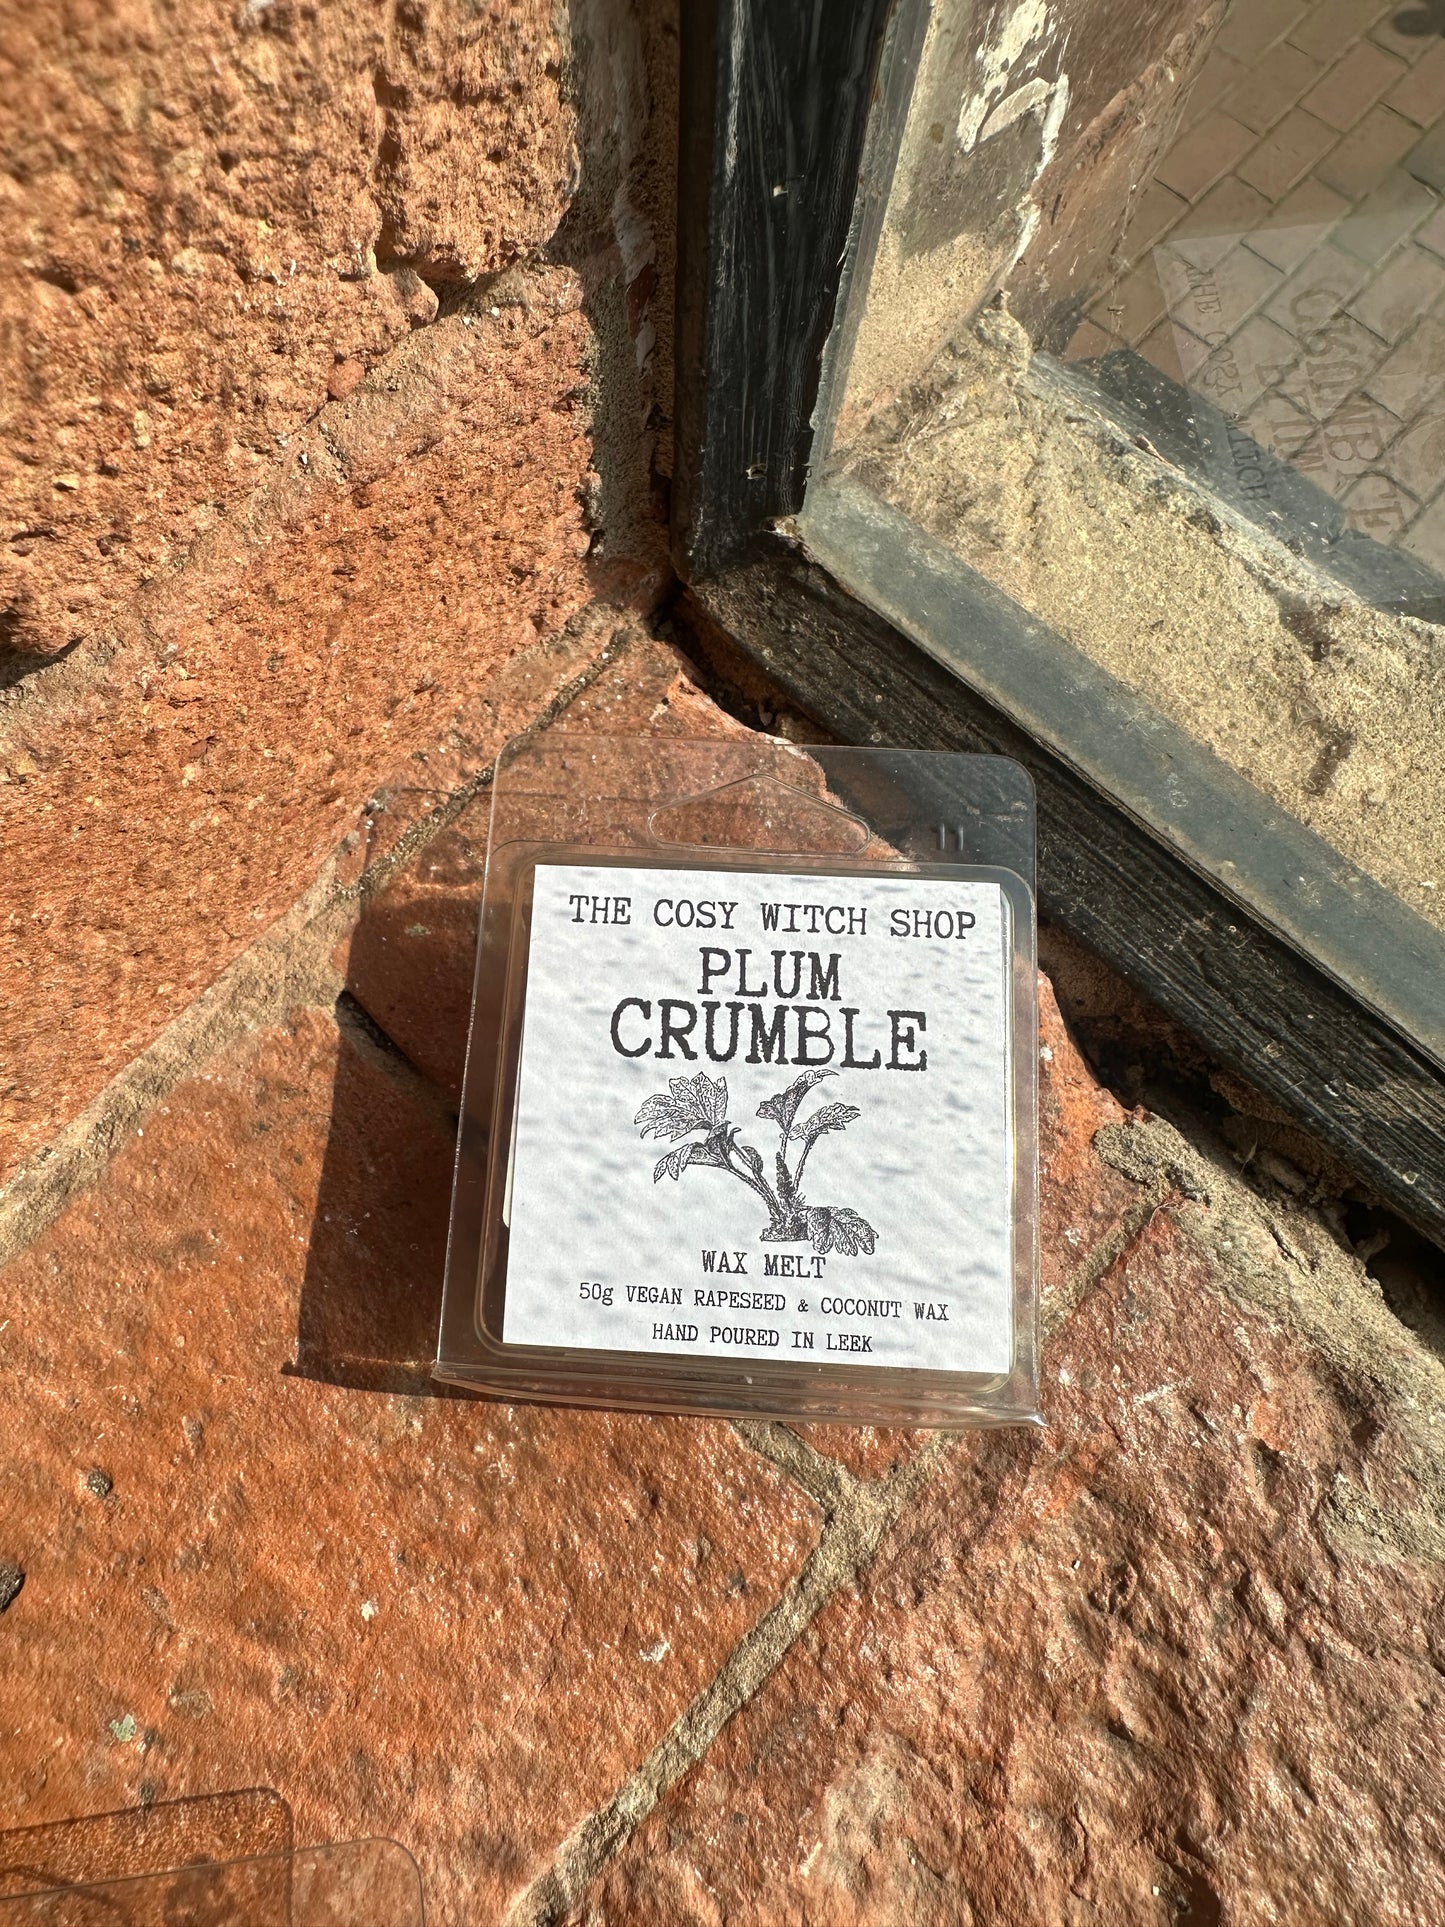 THE COSY WITCH SHOP
PLUM
CRUMBLE
WAX MELT
50g VEGAN RAPESEED & COCONUT WAX
HAND POURED IN LEEK